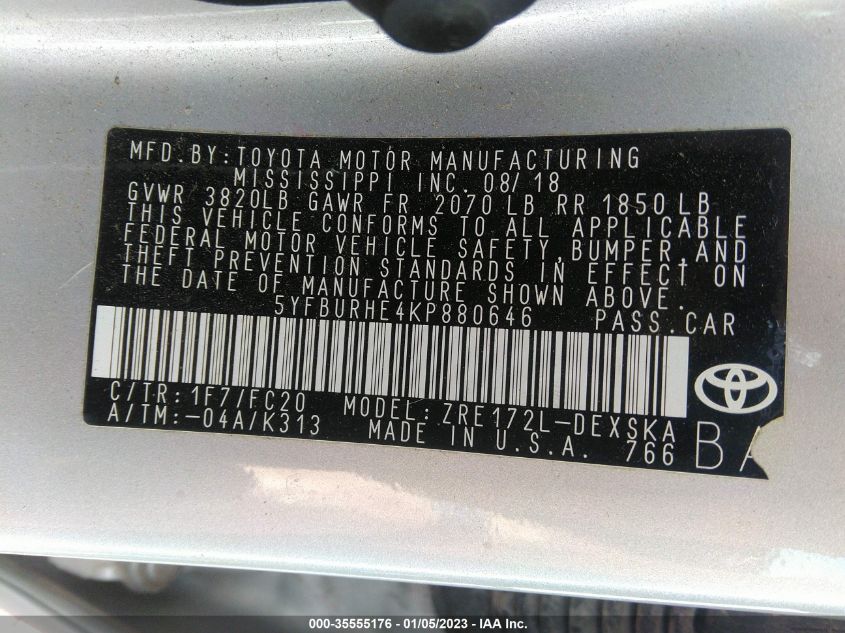 MFD.BY:TOYOTA MOTOR MANUFACTURING
MISSISSIPPI INC. 08/18
GVWR 3820LB GAWR FR 2070 LB RR 1850 LB
THIS VEHICLE CONFORMS TO ALL APPLICABLE
FEDERAL MOTOR VEHICLE SAFETY, BUMPER, AND
THEFT PREVENTION STANDARDS IN EFFECT ON
THE DATE OF MANUFACTURE SHOWN ABOVE.
5YFBURHE4KP880646 PASS.CAR
C/TR:1F7/FC20 MODEL:ZRE172L-DEXSKA
A/TM:-04A/K313 MADE IN U.S.A. 766 BA
000-35555176 - 01/05/2023 - IAA Inc.